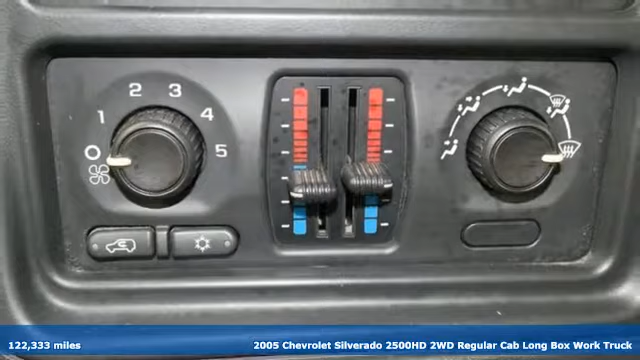 1 2 3 4 5
122,333 miles
2005 Chevrolet Silverado 2500HD 2WD Regular Cab Long Box Work Truck